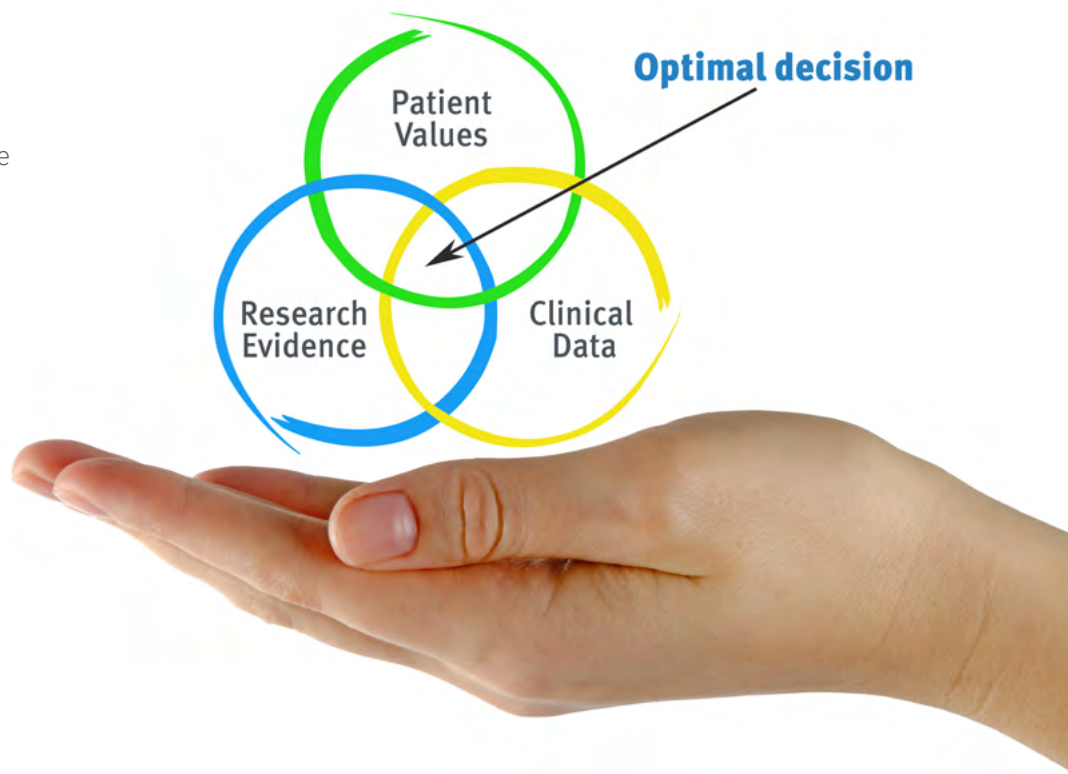 Optimal decision
Patient
Values
e
Research
Evidence
Clinical
Data